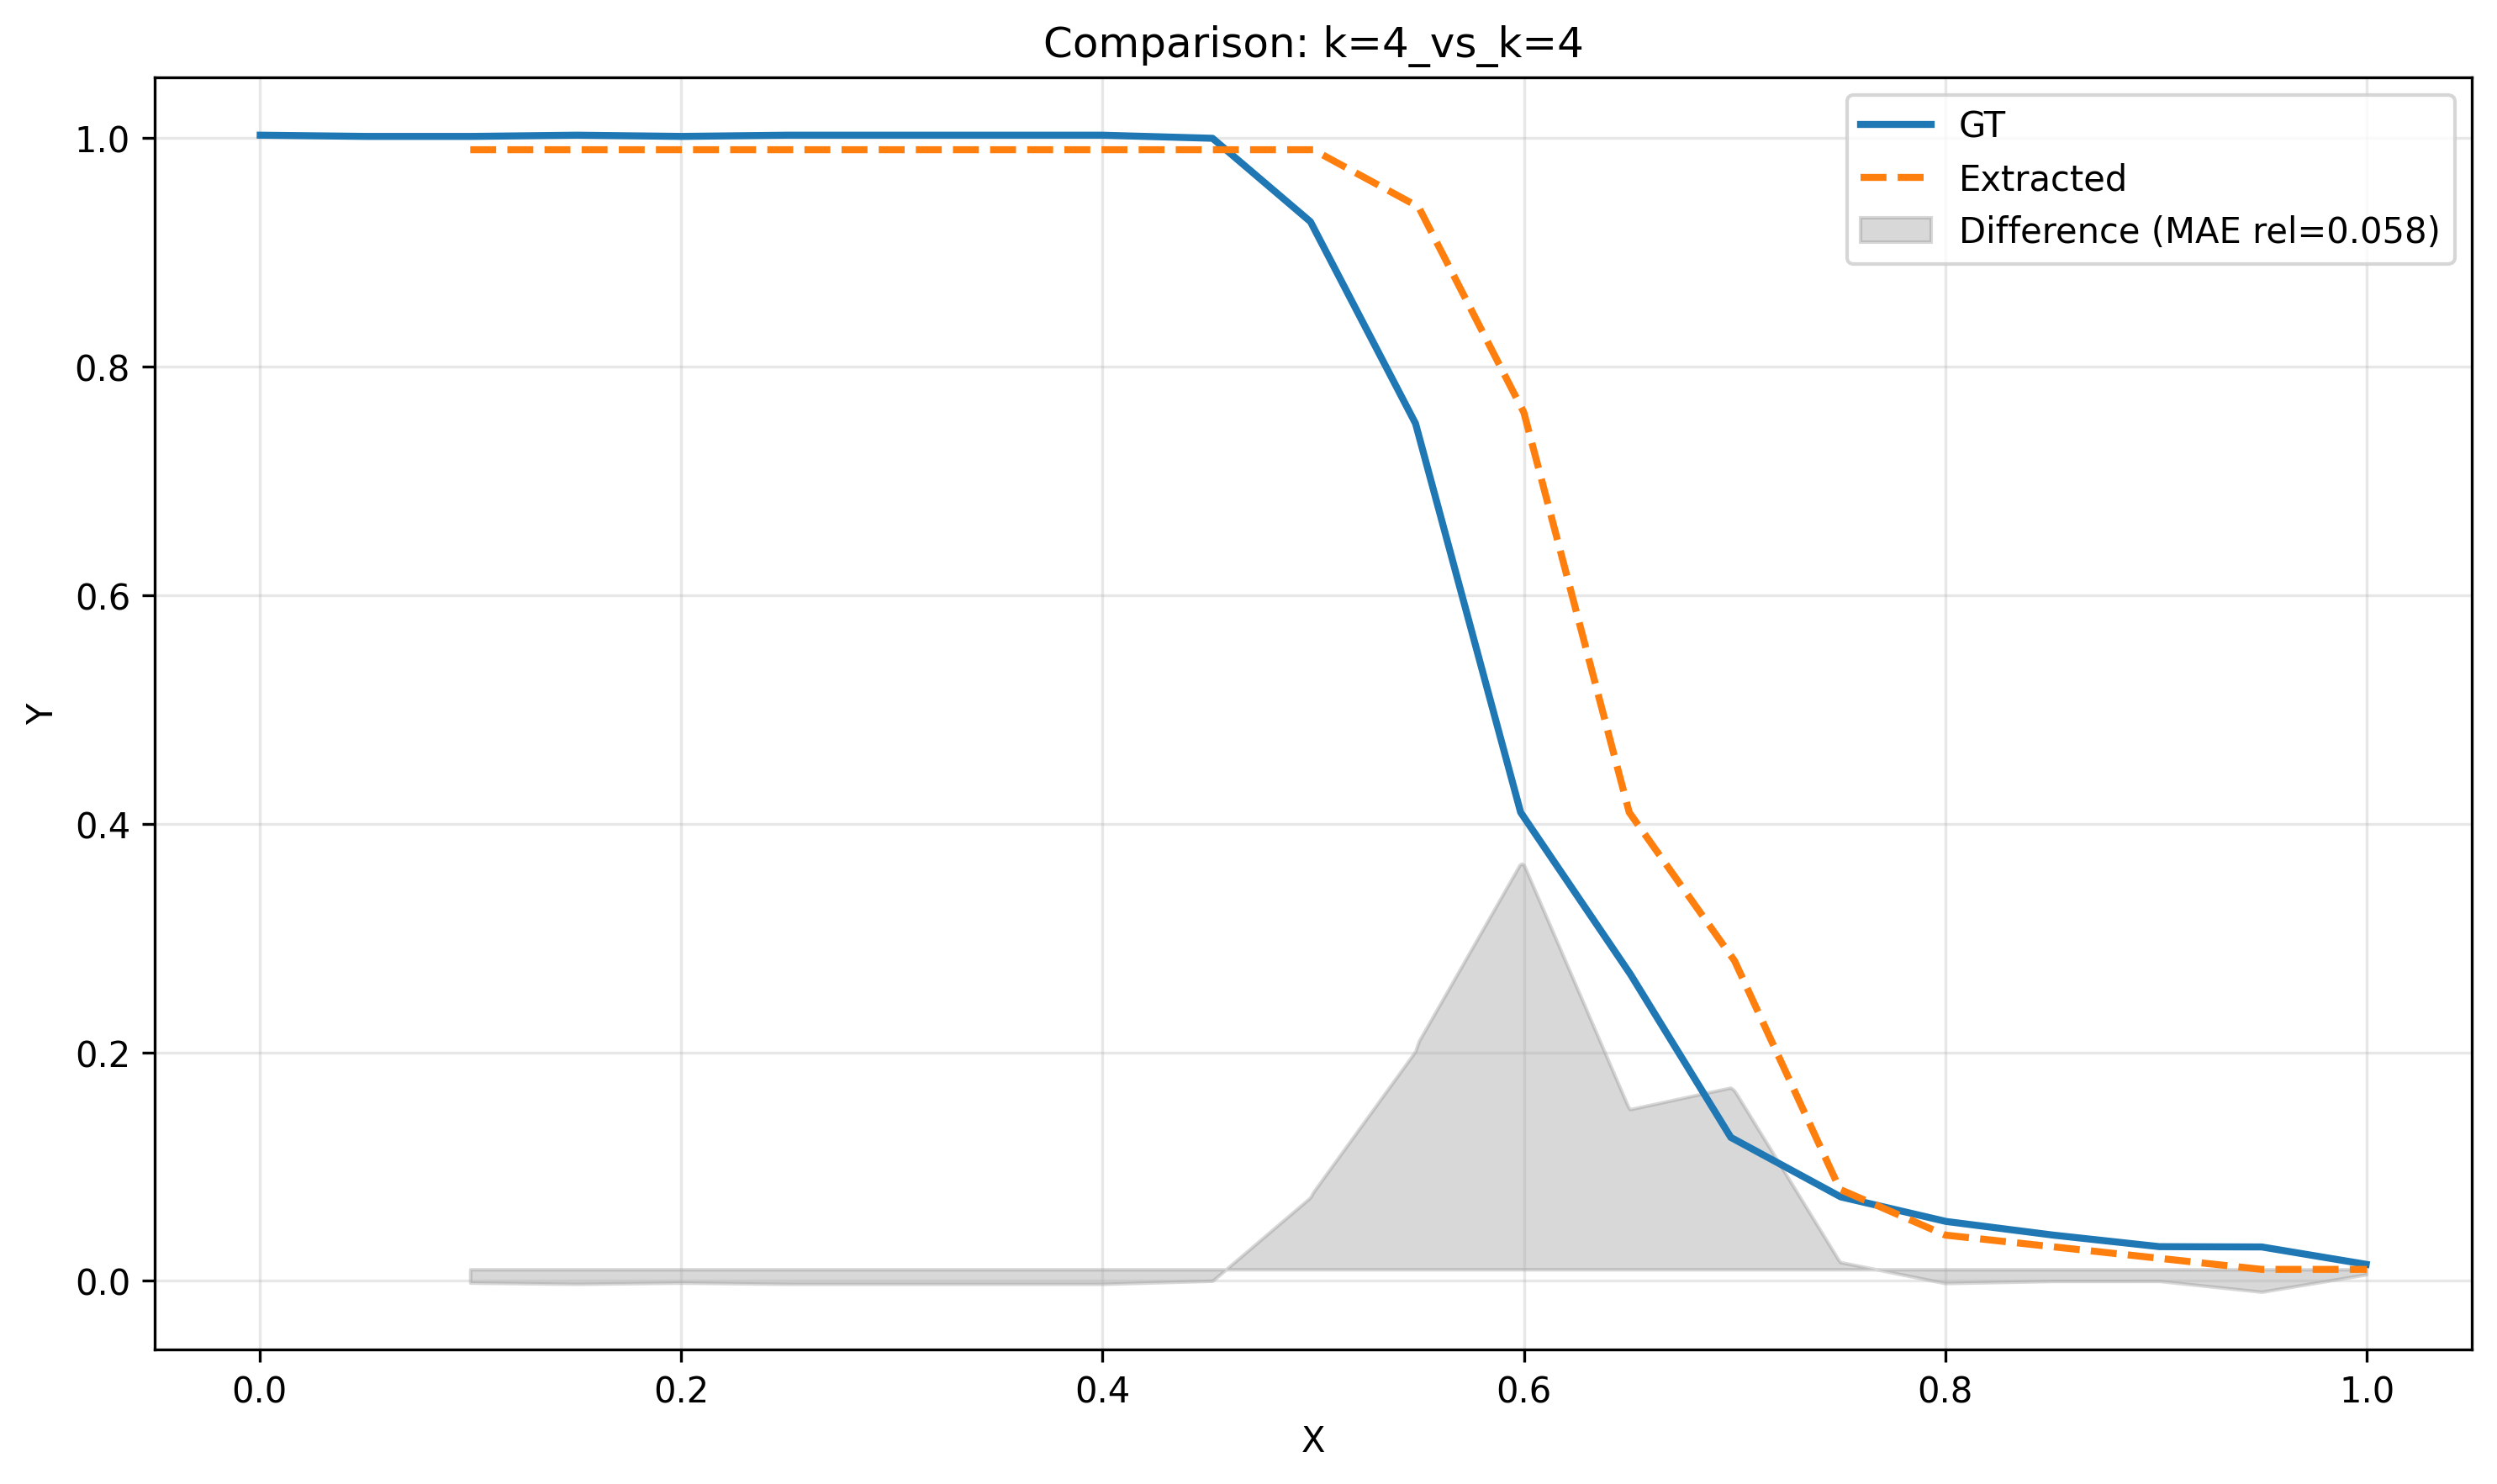 Comparison: k=4_vs_k=4
GT
Extracted
Difference (MAE rel=0.058)
1.0
0.8
0.6
0.4
0.2
0.0
Y
0.0 0.2 0.4 0.6 0.8 1.0
X